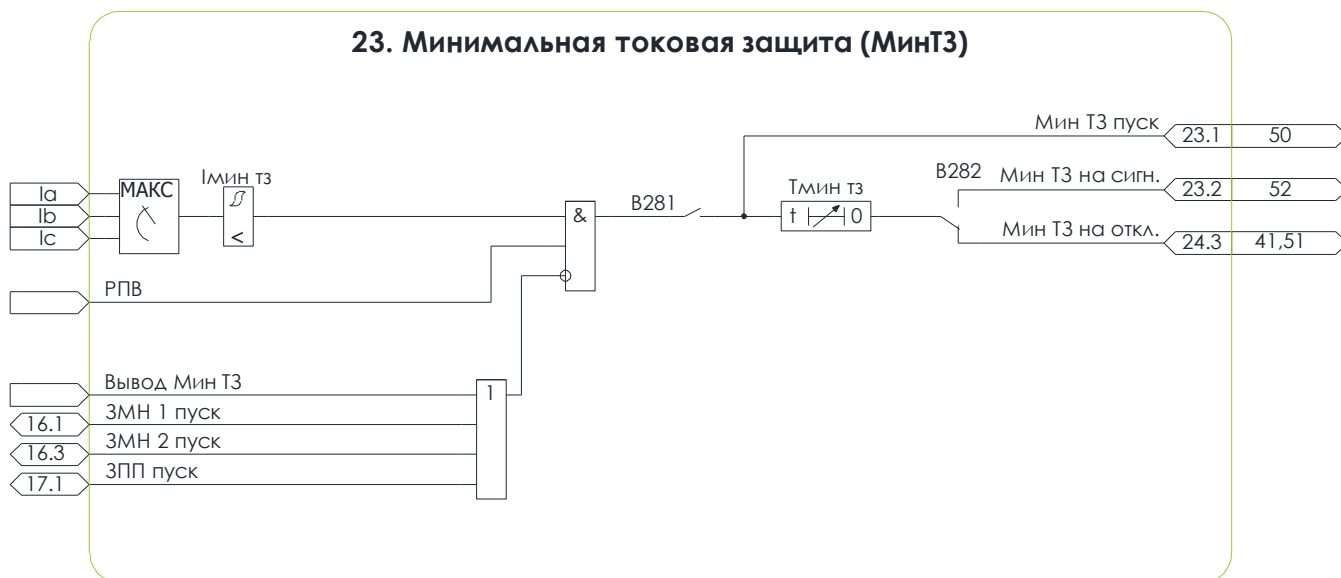 23. Минимальная токовая защита (МинТЗ)
Мин ТЗ пуск
23.1 50
Iмин тз
В282
Мин ТЗ на сигн.
23.2 52
МАКС
Ia
Ib
Ic
<
&
В281
Тмин тз
t 0
Мин ТЗ на откл.
24.3 41,51
РПВ
Вывод Мин ТЗ
1
ЗМН 1 пуск
16.1
ЗМН 2 пуск
16.3
ЗПП пуск
17.1